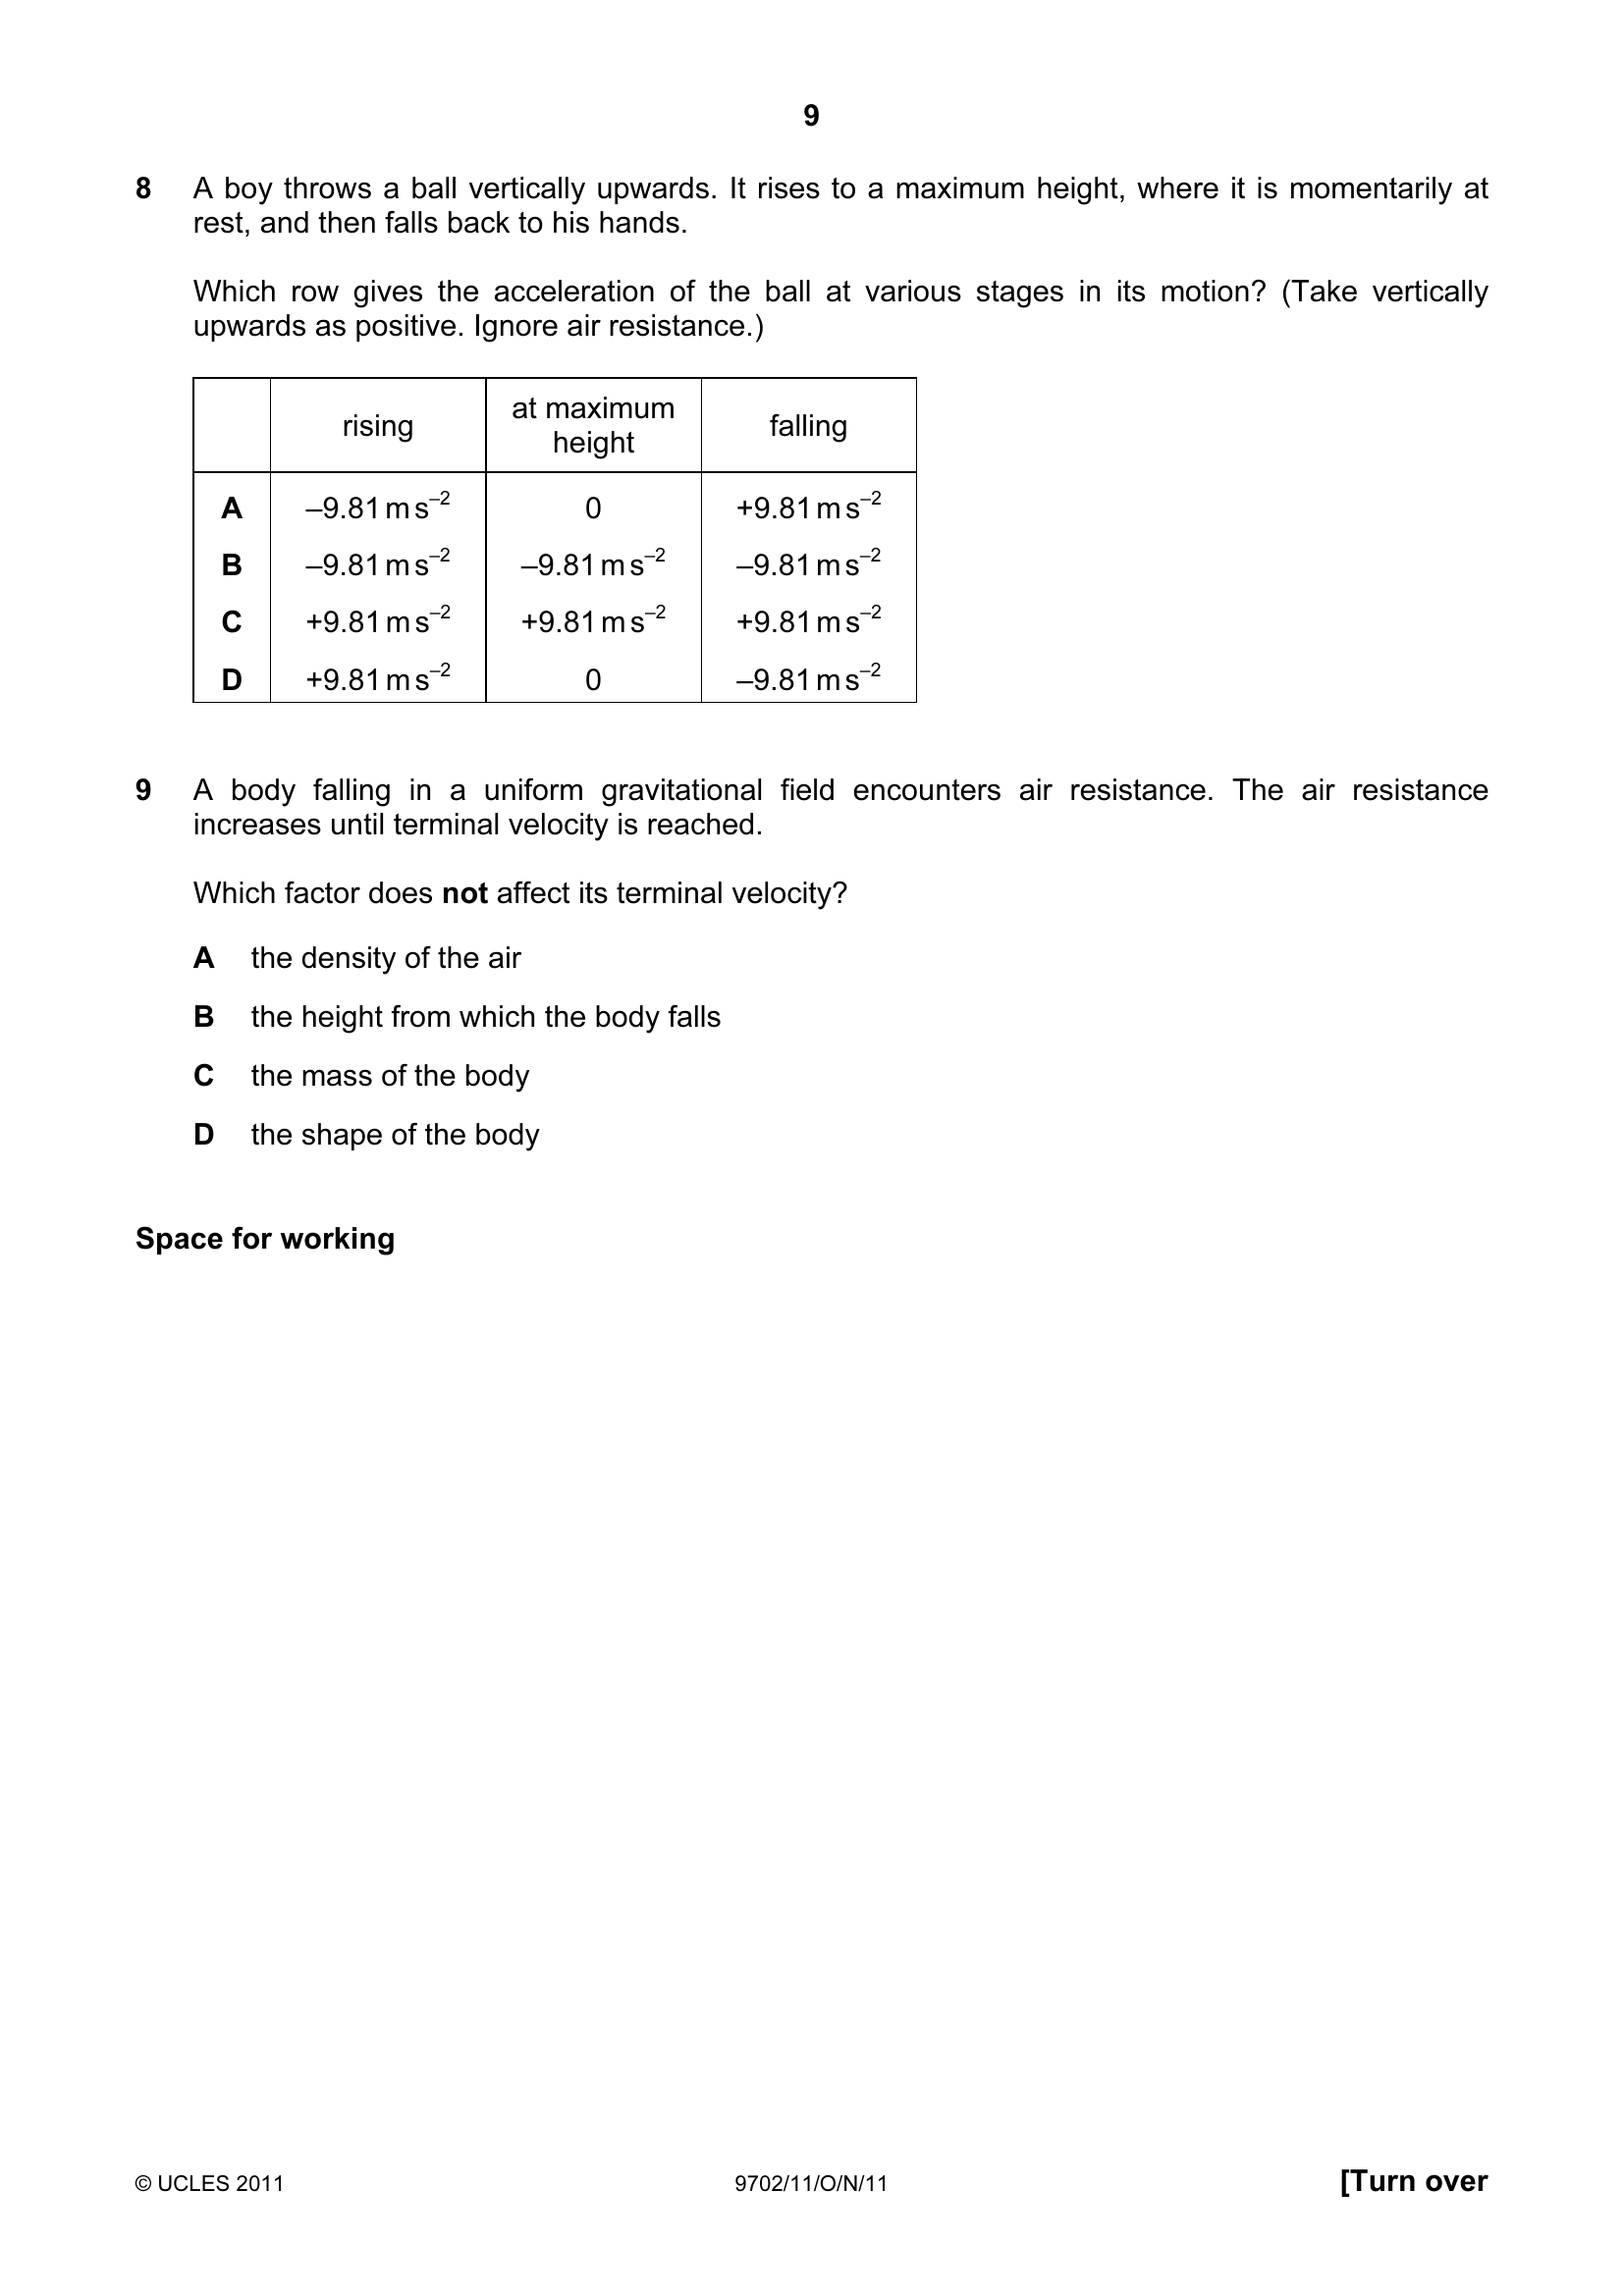 9
8 A boy throws a ball vertically upwards. It rises to a maximum height, where it is momentarily at
rest, and then falls back to his hands.
Which row gives the acceleration of the ball at various stages in its motion? (Take vertically
upwards as positive. Ignore air resistance.)
rising at maximum height falling
A –9.81 m s⁻² 0 +9.81 m s⁻²
B –9.81 m s⁻² –9.81 m s⁻² –9.81 m s⁻²
C +9.81 m s⁻² +9.81 m s⁻² +9.81 m s⁻²
D +9.81 m s⁻² 0 –9.81 m s⁻²
9 A body falling in a uniform gravitational field encounters air resistance. The air resistance
increases until terminal velocity is reached.
Which factor does not affect its terminal velocity?
A the density of the air
B the height from which the body falls
C the mass of the body
D the shape of the body
Space for working
© UCLES 2011 9702/11/O/N/11 [Turn over